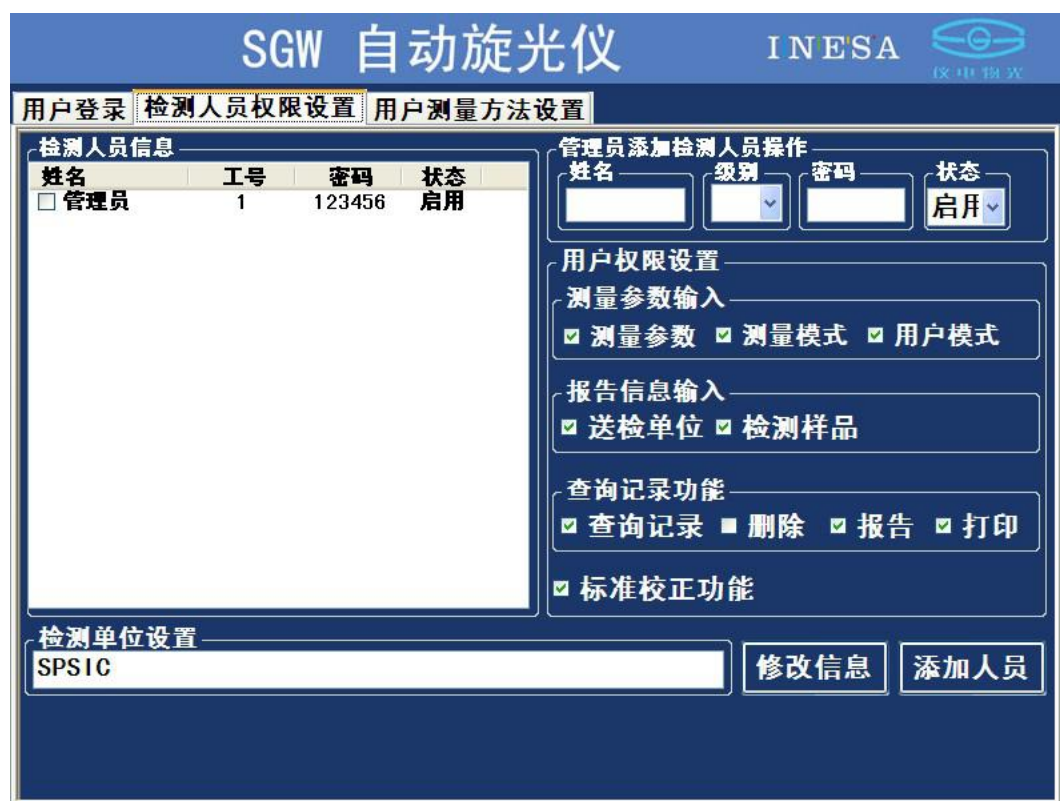 SGW 自动旋光仪
INESA
仪电物光
用户登录 检测人员权限设置 用户测量方法设置
检测人员信息
姓名 工号 密码 状态
管理员 1 123456 启用
管理员添加检测人员操作
姓名 级别 密码 状态
启用
用户权限设置
测量参数输入
测量参数 测量模式 用户模式
报告信息输入
送检单位 检测样品
查询记录功能
查询记录 删除 报告 打印
标准校正功能
检测单位设置
SPSIC
修改信息 添加人员